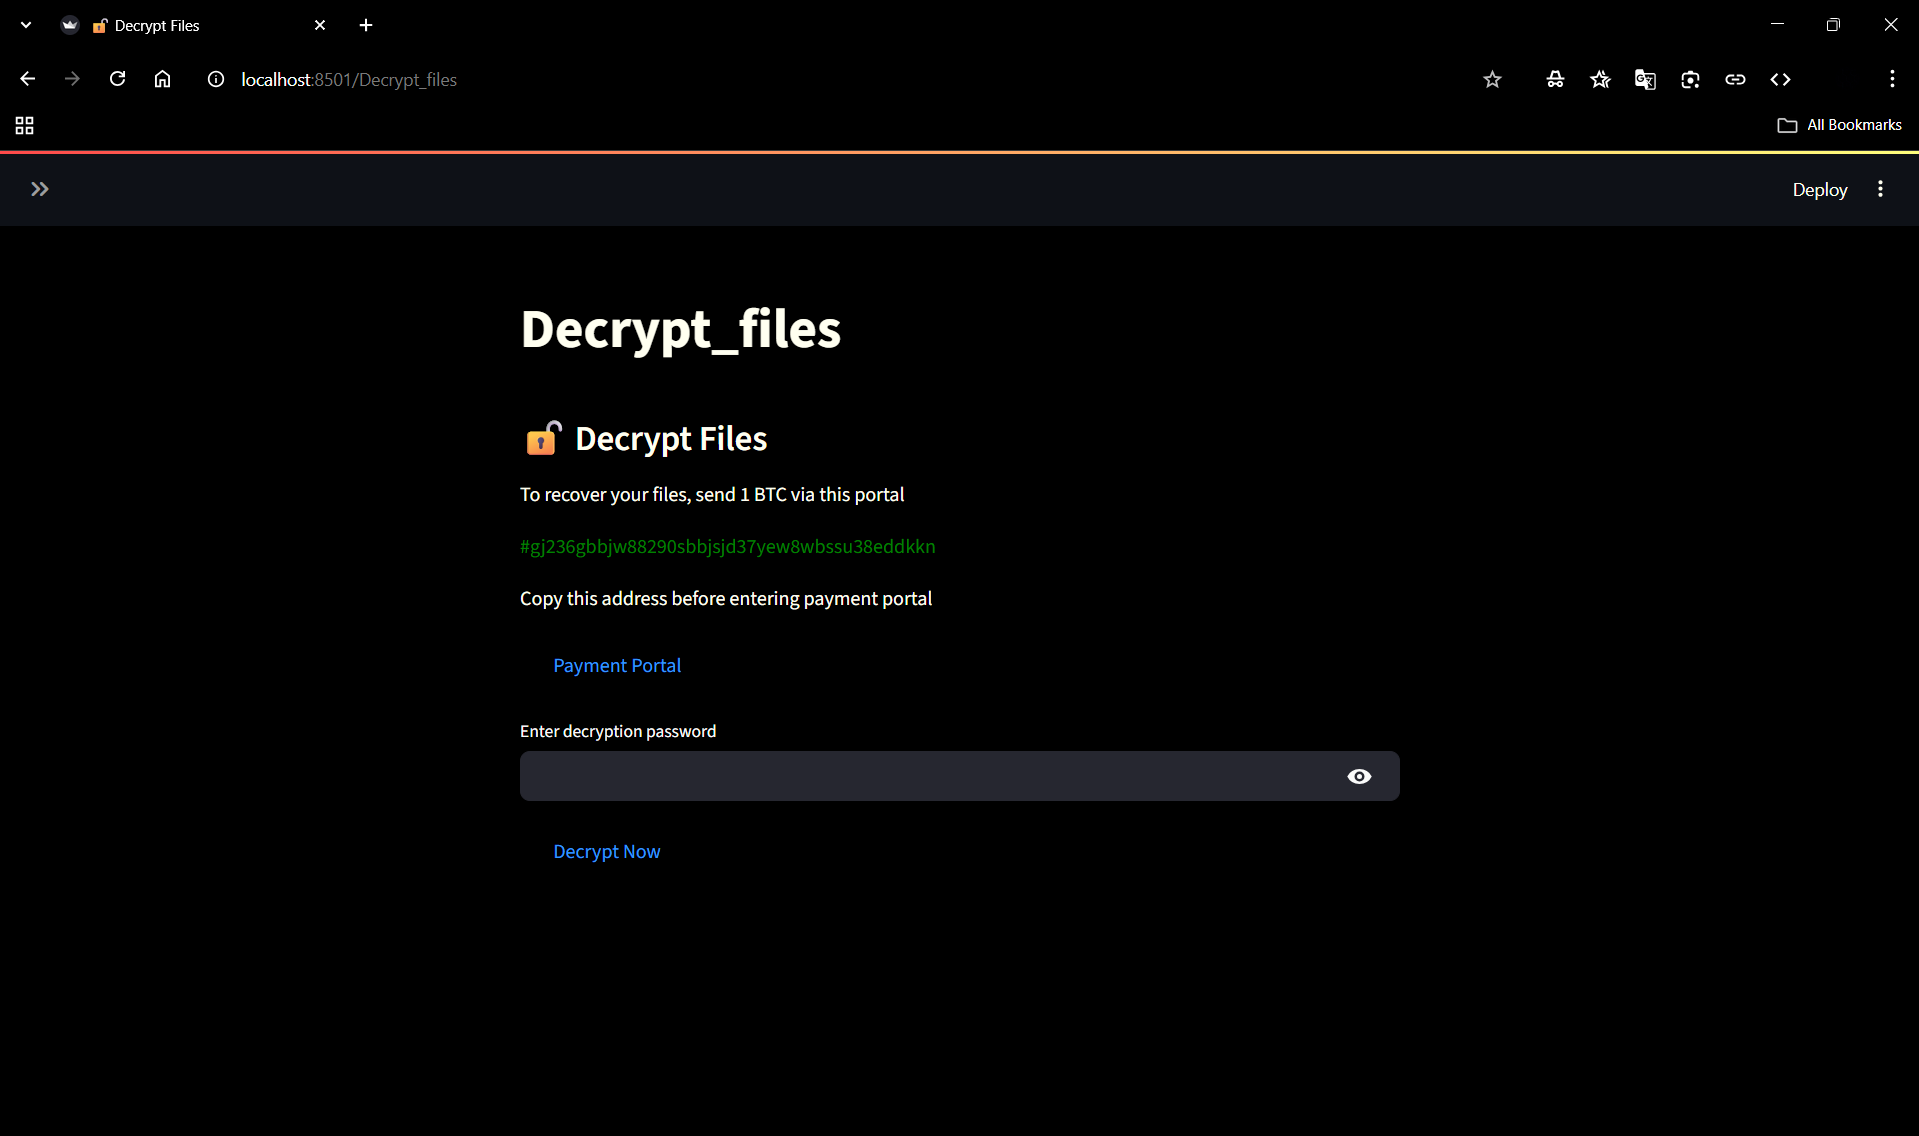 Decrypt Files
localhost:8501/Decrypt_files
All Bookmarks
Deploy
Decrypt_files
🔓 Decrypt Files
To recover your files, send 1 BTC via this portal
#gj236gbbjw88290sbbjsjd37yew8wbssu38eddkkn
Copy this address before entering payment portal
Payment Portal
Enter decryption password
Decrypt Now